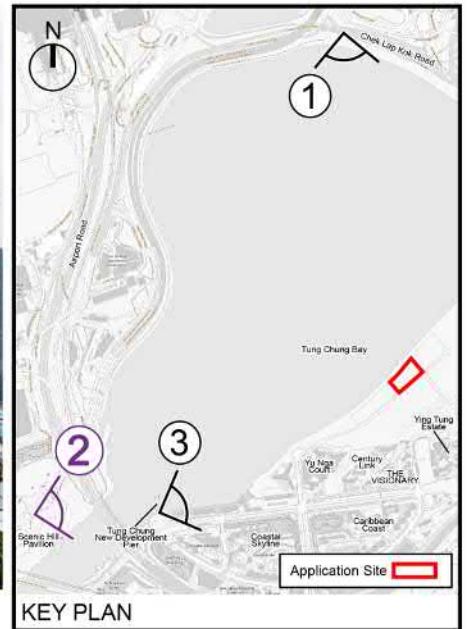 N
Chek Lap Kok Road
1
Airport Road
Tung Chung Bay
Ying Tung
Estate
2
3
Yu Nga
Court
Century
Link
THE
VISIONARY
Scenic Hill
Pavilion
Tung Chung
New Development
Pier
Coastal
Skyline
Caribbean
Coast
Application Site
KEY PLAN